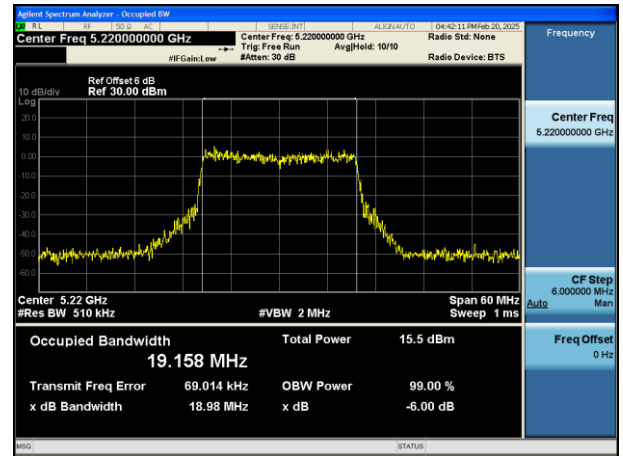 Agilent Spectrum Analyzer - Occupied BW
RL RF 50 Ω AC SENSE:INT ALIGNAUTO 04:42:11 PM Feb 20, 2025
Center Freq 5.220000000 GHz
Center Freq: 5.220000000 GHz
Radio Std: None
Trig: Free Run Avg|Hold: 10/10
#IFGain:Low #Atten: 30 dB Radio Device: BTS
Frequency
Ref Offset 6 dB
10 dB/div Ref 30.00 dBm
Log
20.0
10.0
0.00
-10.0
-20.0
-30.0
-40.0
-50.0
-60.0
Center 5.22 GHz Span 60 MHz
#Res BW 510 kHz #VBW 2 MHz Sweep 1 ms
Occupied Bandwidth Total Power 15.5 dBm
19.158 MHz
Transmit Freq Error 69.014 kHz OBW Power 99.00 %
x dB Bandwidth 18.98 MHz x dB -6.00 dB
Center Freq
5.220000000 GHz
CF Step
6.000000 MHz
Auto Man
Freq Offset
0 Hz
MSG STATUS